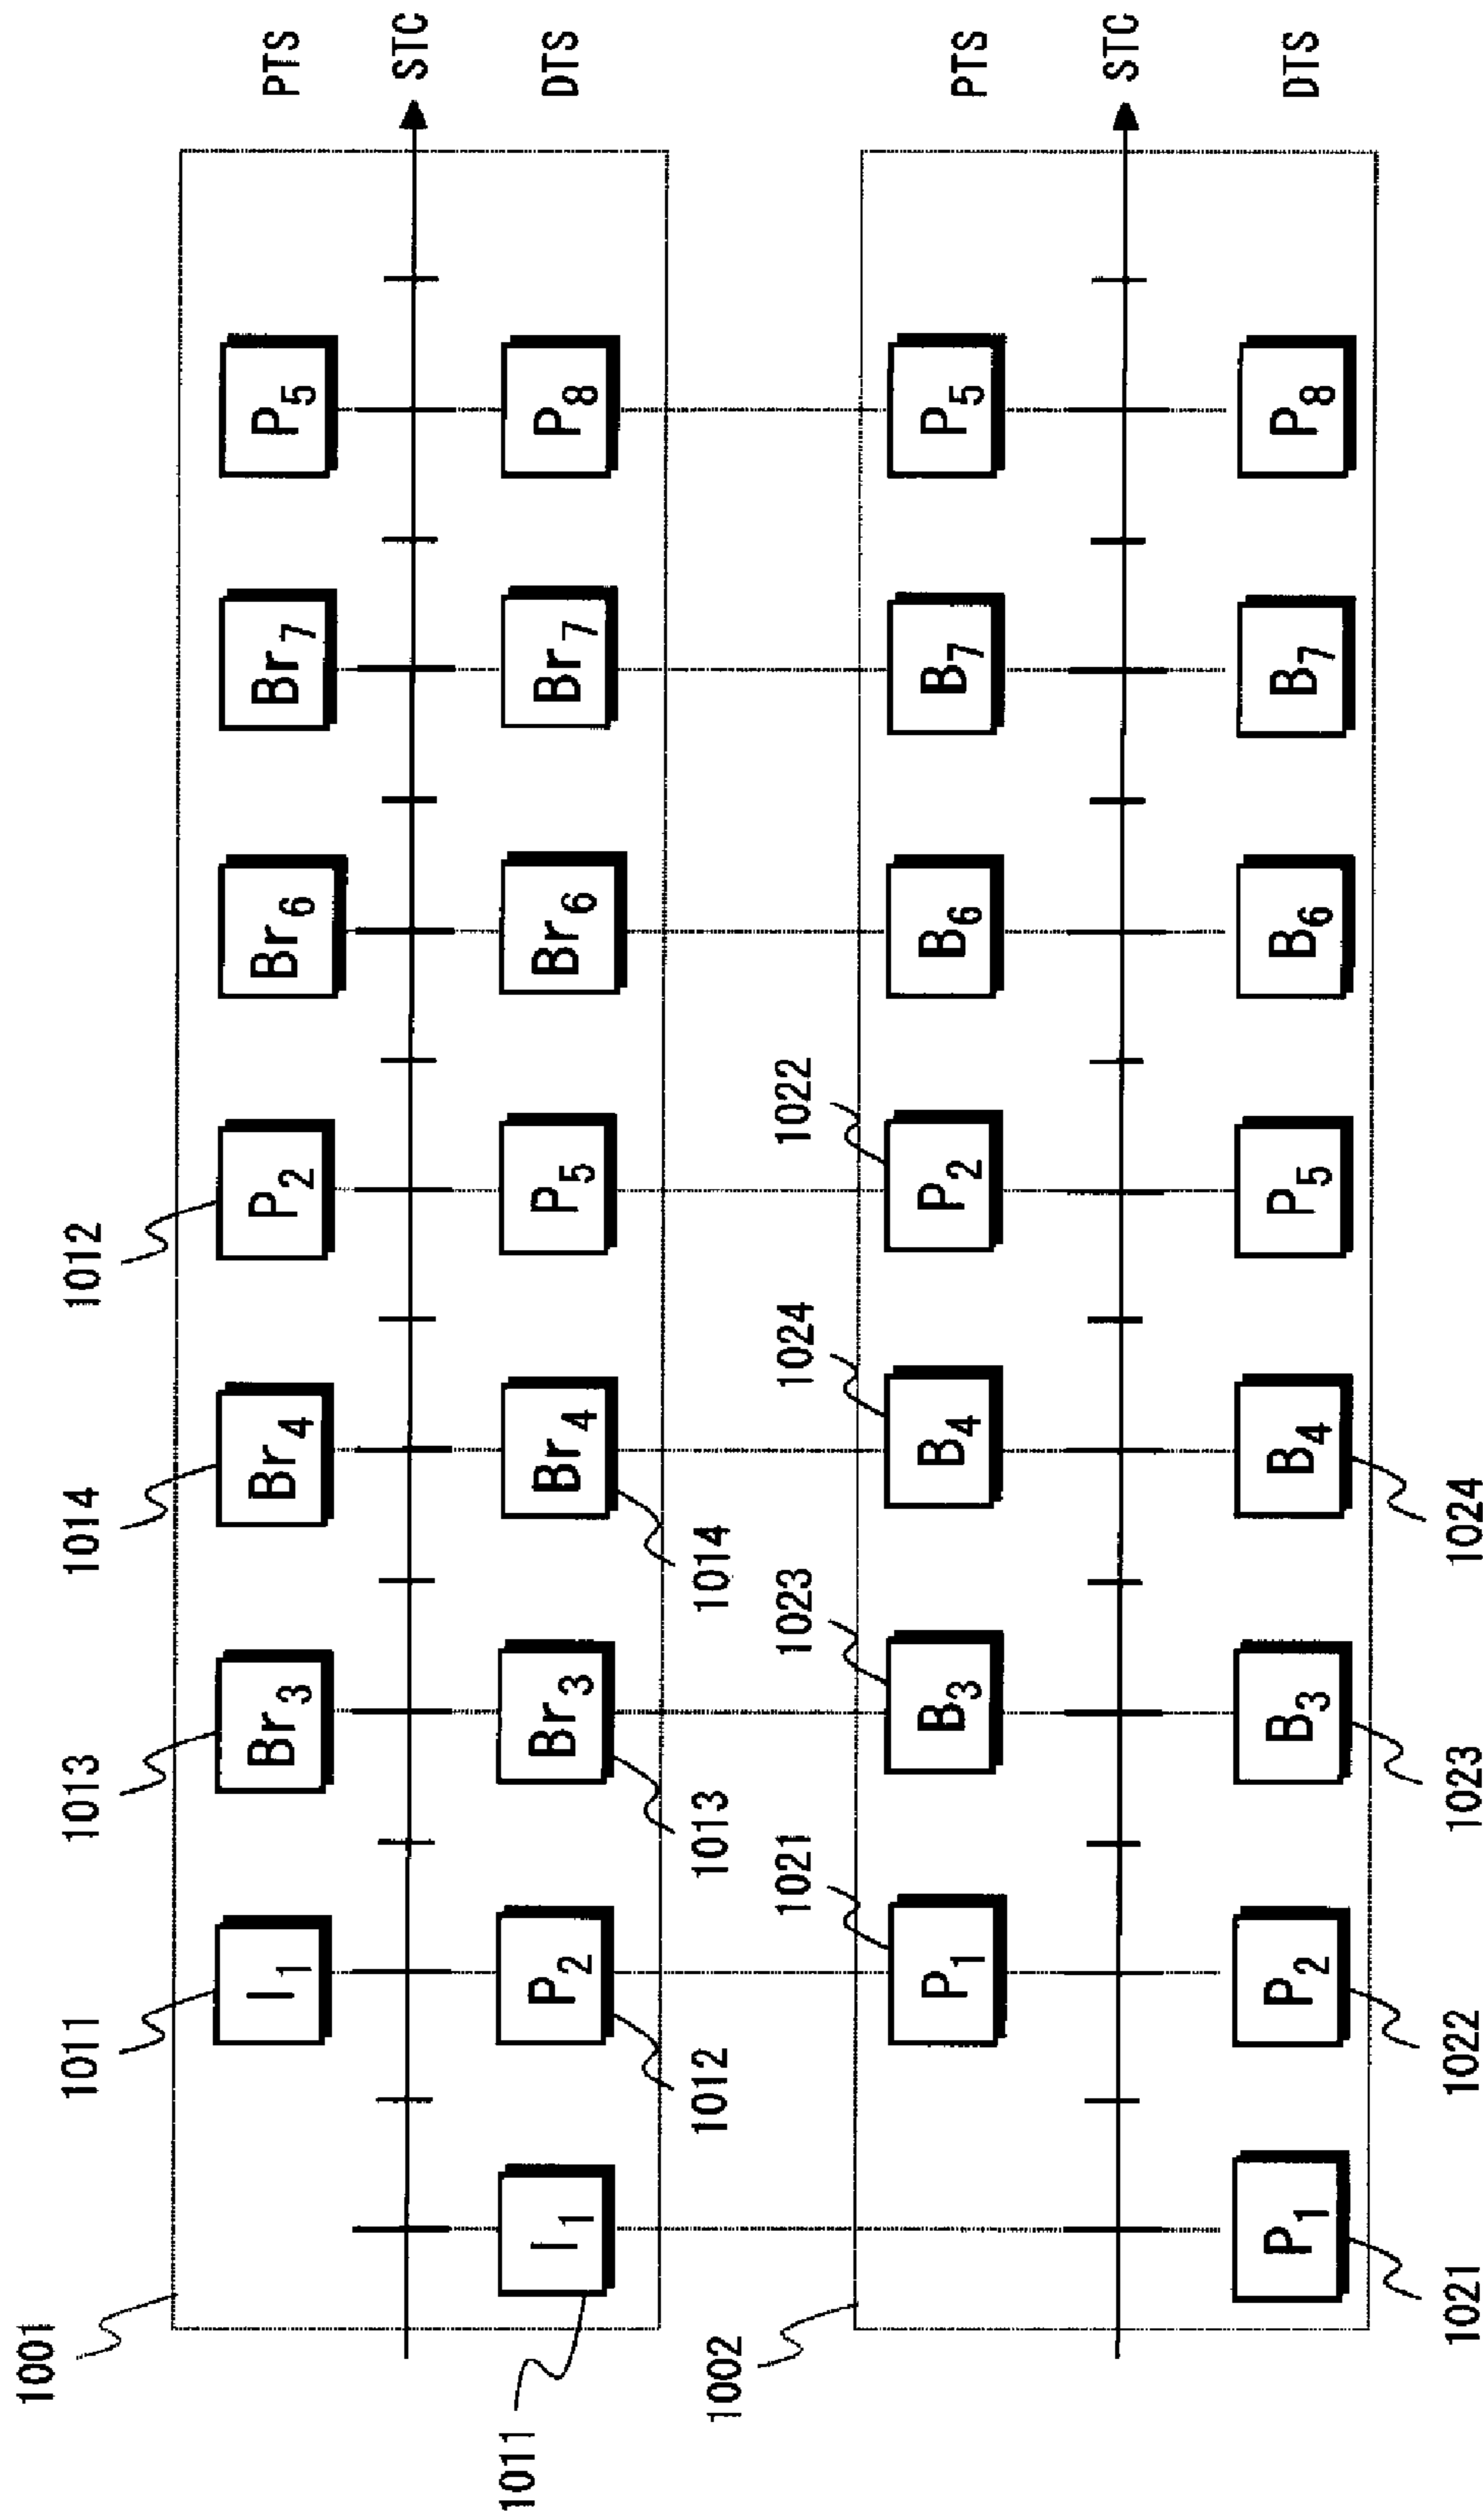 1001
1011 1013 1014 1012
I1 Br3 Br4 P2 Br6 Br7 P5 PTS
STC
I1 P2 Br3 Br4 P5 Br6 Br7 P8 DTS
1011 1012 1013 1014
1002
1021 1023 1024 1022
P1 B3 B4 P2 B6 B7 P5 PTS
STC
P1 P2 B3 B4 P5 B6 B7 P8 DTS
1021 1022 1023 1024